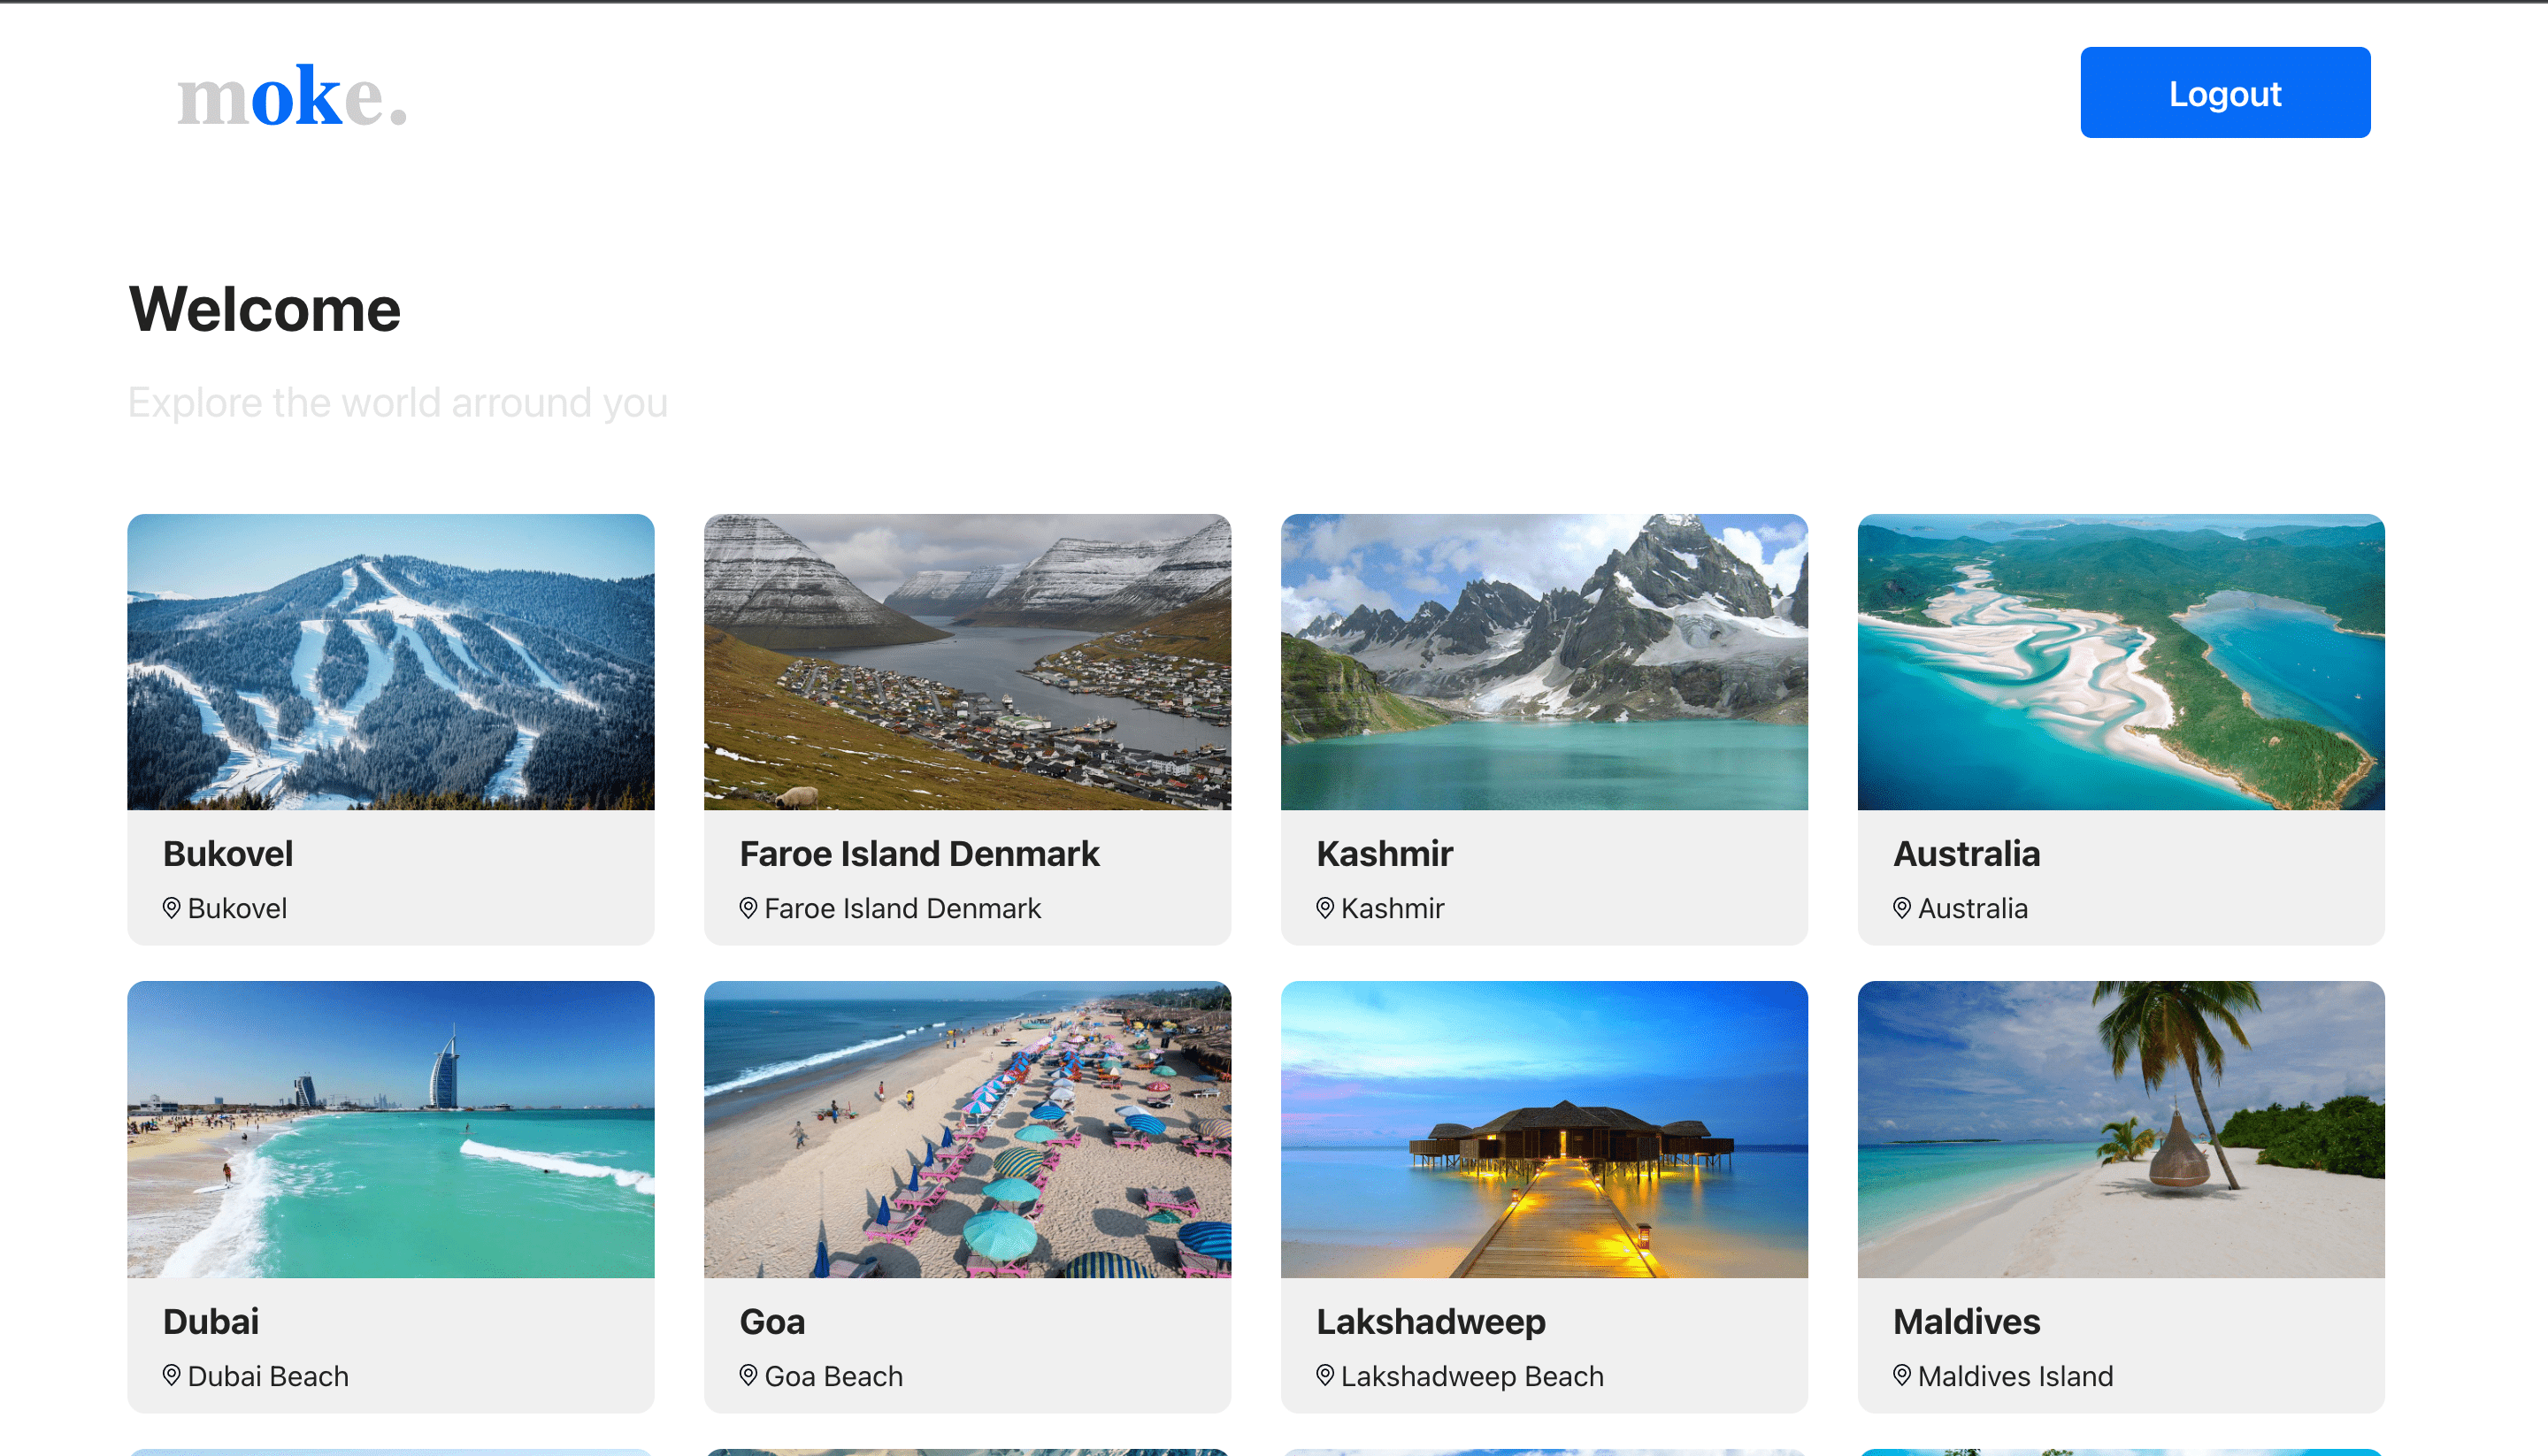 moke.
Logout
Welcome
Explore the world arround you
Bukovel
Bukovel
Faroe Island Denmark
Faroe Island Denmark
Kashmir
Kashmir
Australia
Australia
Dubai
Dubai Beach
Goa
Goa Beach
Lakshadweep
Lakshadweep Beach
Maldives
Maldives Island